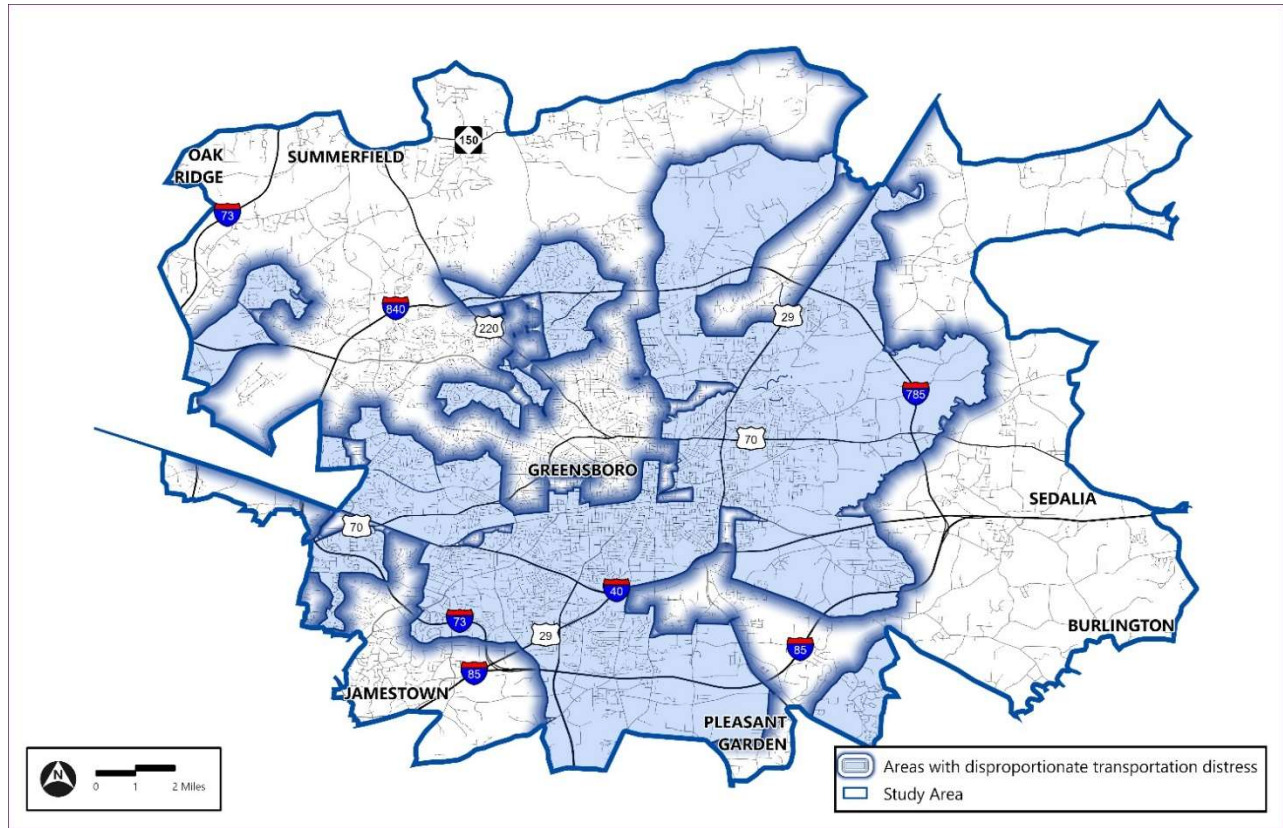 150
OAK
RIDGE
SUMMERFIELD
73
840
220
29
785
70
GREENSBORO
SEDALIA
70
40
73
29
BURLINGTON
85
85
JAMESTOWN
PLEASANT
GARDEN
N
0 1 2 Miles
Areas with disproportionate transportation distress
Study Area